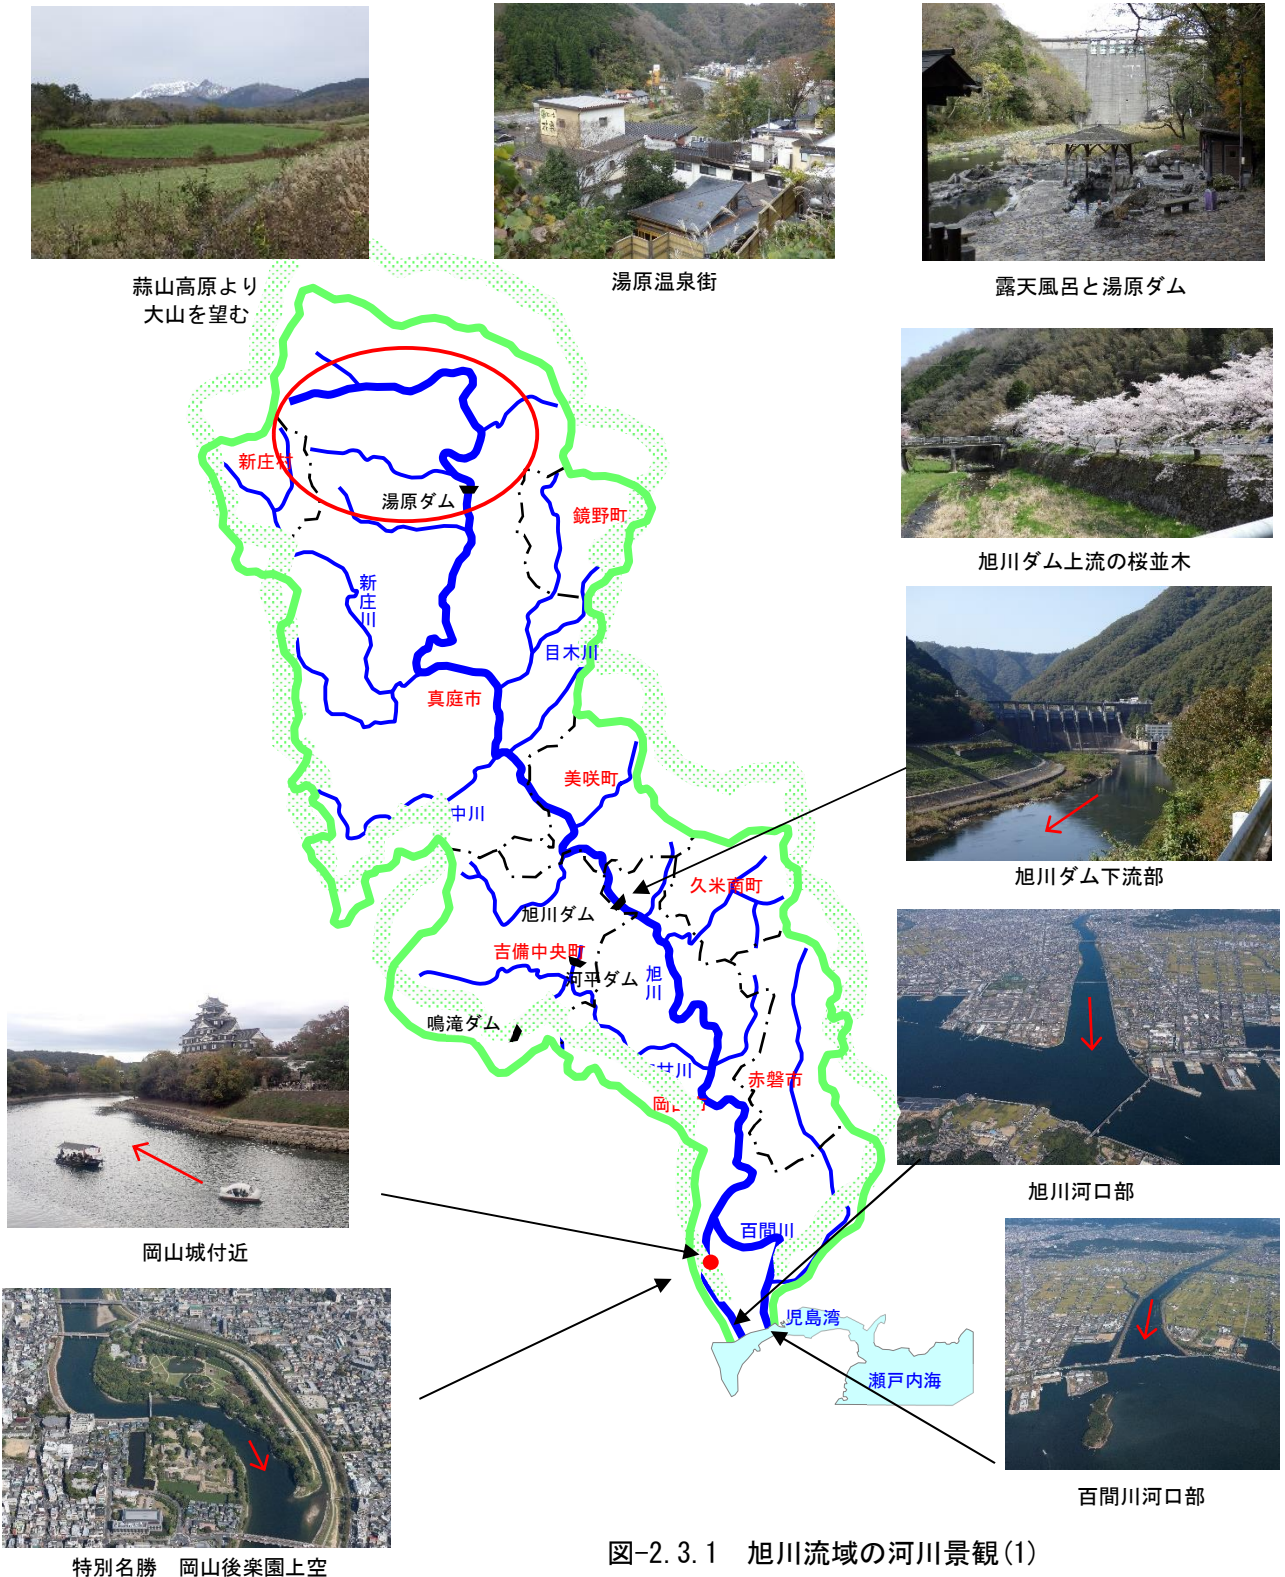 蒜山高原より
大山を望む
湯原温泉街
露天風呂と湯原ダム
旭川ダム上流の桜並木
新庄村
湯原ダム
鏡野町
新庄川
目木川
真庭市
美咲町
中川
旭川ダム下流部
久米南町
旭川ダム
吉備中央町
旭川
河平ダム
鳴滝ダム
井川
赤磐市
岡山市
旭川河口部
岡山城付近
百間川
児島湾
瀬戸内海
百間川河口部
特別名勝　岡山後楽園上空
図-2.3.1　旭川流域の河川景観(1)